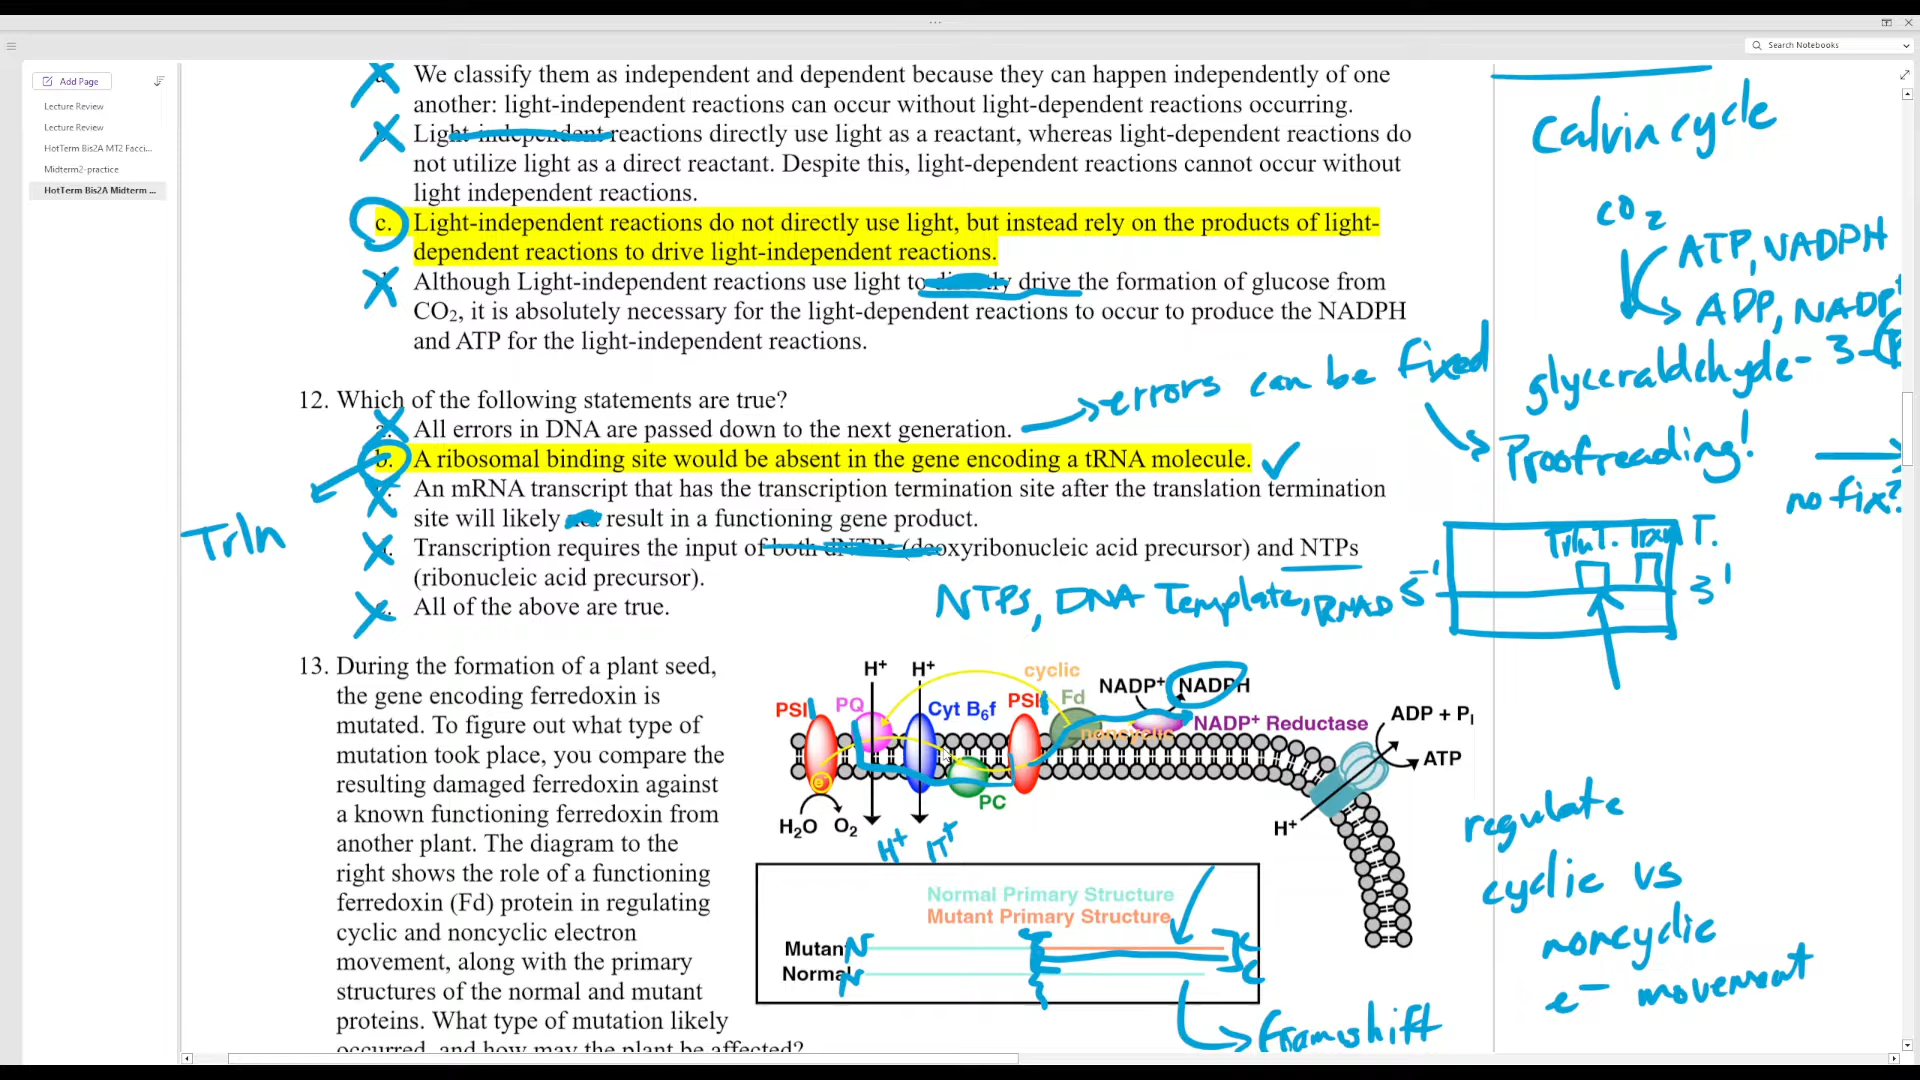 ...
Search Notebooks
Add Page
Lecture Review
Lecture Review
HotTerm Bis2A MT2 Facci...
Midterm2-practice
HotTerm Bis2A Midterm ...
We classify them as independent and dependent because they can happen independently of one
another: light-independent reactions can occur without light-dependent reactions occurring.
Light-independent reactions directly use light as a reactant, whereas light-dependent reactions do
not utilize light as a direct reactant. Despite this, light-dependent reactions cannot occur without
light independent reactions.
c. Light-independent reactions do not directly use light, but instead rely on the products of light-
dependent reactions to drive light-independent reactions.
Although Light-independent reactions use light to directly drive the formation of glucose from
CO2, it is absolutely necessary for the light-dependent reactions to occur to produce the NADPH
and ATP for the light-independent reactions.
Calvin cycle
CO2
ATP, NADPH
ADP, NADP+
glyceraldehyde-3-P
12. Which of the following statements are true?
a. All errors in DNA are passed down to the next generation.
errors can be fixed
Proofreading!
no fix?
b. A ribosomal binding site would be absent in the gene encoding a tRNA molecule.
Trln
An mRNA transcript that has the transcription termination site after the translation termination
site will likely not result in a functioning gene product.
Transcription requires the input of both dNTPs (deoxyribonucleic acid precursor) and NTPs
(ribonucleic acid precursor).
All of the above are true.
NTPs, DNA Template, RNAP
Trln T. Trxn T.
5' 3'
13. During the formation of a plant seed,
the gene encoding ferredoxin is
mutated. To figure out what type of
mutation took place, you compare the
resulting damaged ferredoxin against
a known functioning ferredoxin from
another plant. The diagram to the
right shows the role of a functioning
ferredoxin (Fd) protein in regulating
cyclic and noncyclic electron
movement, along with the primary
structures of the normal and mutant
proteins. What type of mutation likely
occurred, and how may the plant be affected?
H+ H+
cyclic
NADP+ NADPH
PSII PQ Cyt B6f PSI Fd
noncyclic
NADP+ Reductase
ADP + Pi
ATP
e-
PC
H2O O2
H+
H+ H+
Normal Primary Structure
Mutant Primary Structure
Mutant N C
Normal N C
frameshift
regulate
cyclic vs
noncyclic
e- movement